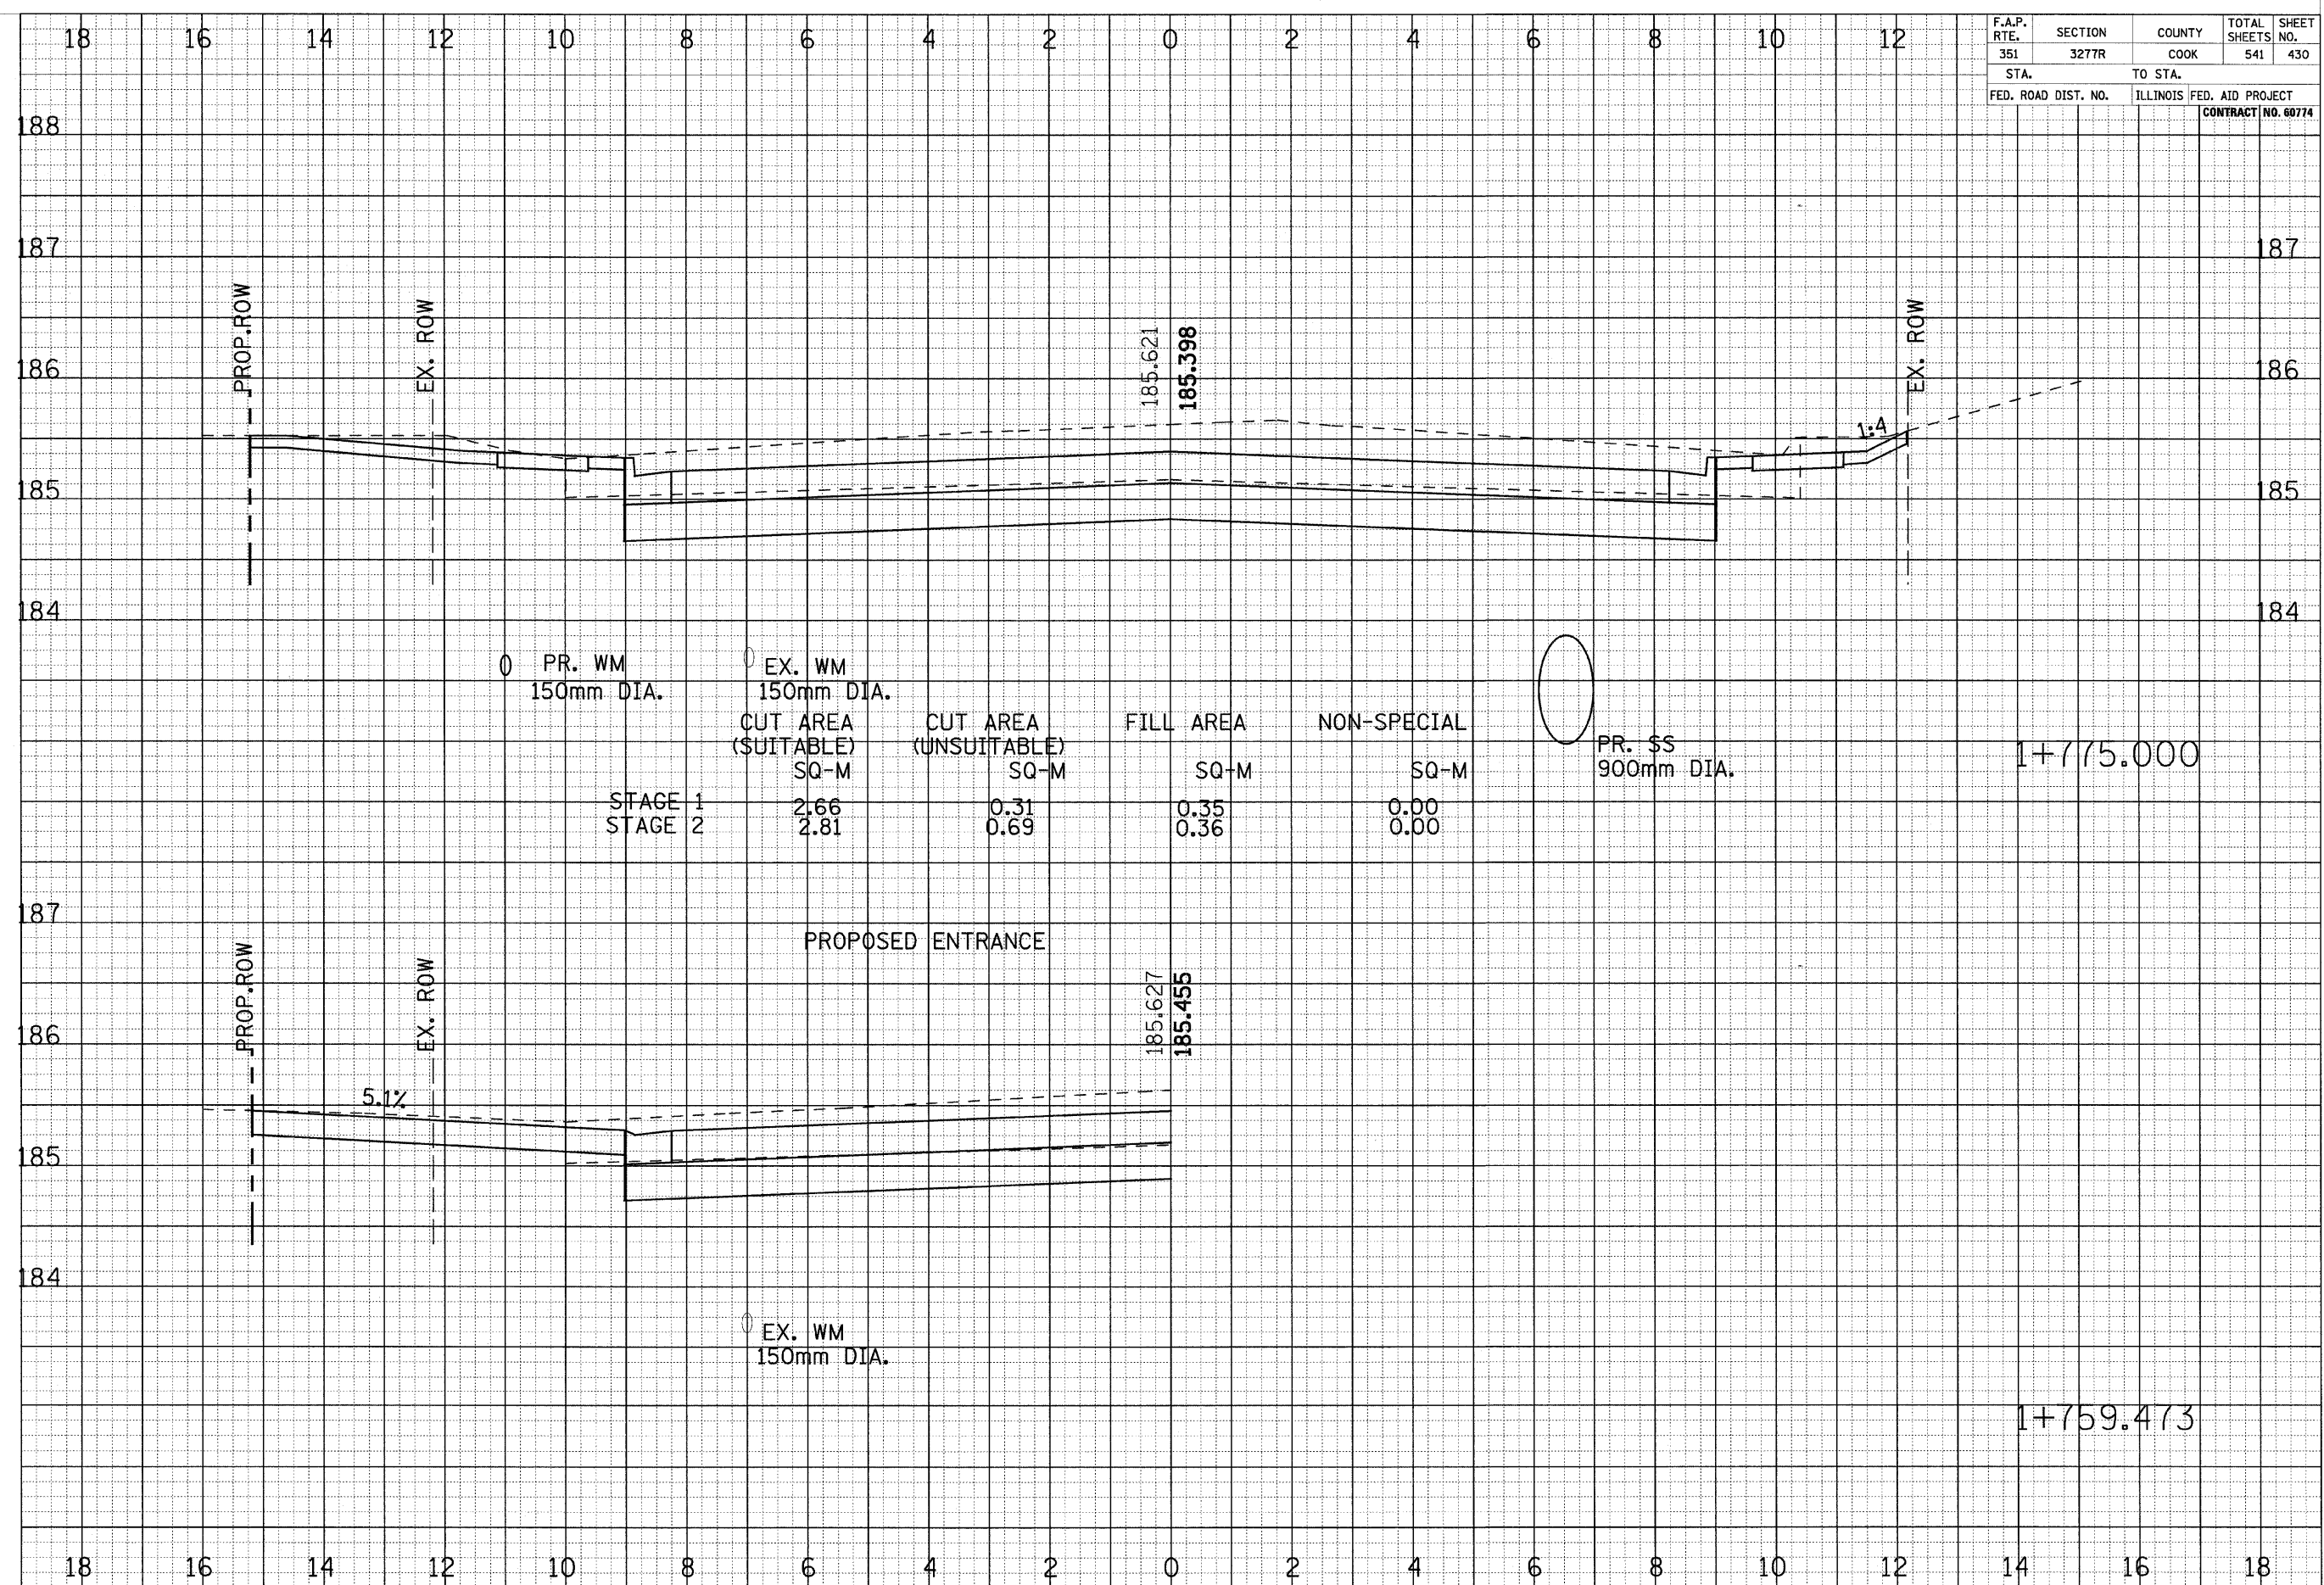 18 16 14 12 10 8 6 4 2 0 2 4 6 8 10 12
F.A.P. RTE. SECTION COUNTY TOTAL SHEETS SHEET NO.
351 3277R COOK 541 430
STA. TO STA.
FED. ROAD DIST. NO. ILLINOIS FED. AID PROJECT
CONTRACT NO. 60774
188
187 187
PROP.ROW
EX. ROW
185.621
185.398
EX. ROW
186 186
1:4
185 185
184 184
PR. WM
150mm DIA.
EX. WM
150mm DIA.
CUT AREA CUT AREA FILL AREA NON-SPECIAL
(SUITABLE) (UNSUITABLE)
SQ-M SQ-M SQ-M SQ-M
STAGE 1 2.66 0.31 0.35 0.00
STAGE 2 2.81 0.69 0.36 0.00
PR. SS
900mm DIA.
1+775.000
187
PROPOSED ENTRANCE
PROP.ROW
EX. ROW
185.627
185.455
186
5.1%
185
184
EX. WM
150mm DIA.
1+759.473
18 16 14 12 10 8 6 4 2 0 2 4 6 8 10 12 14 16 18